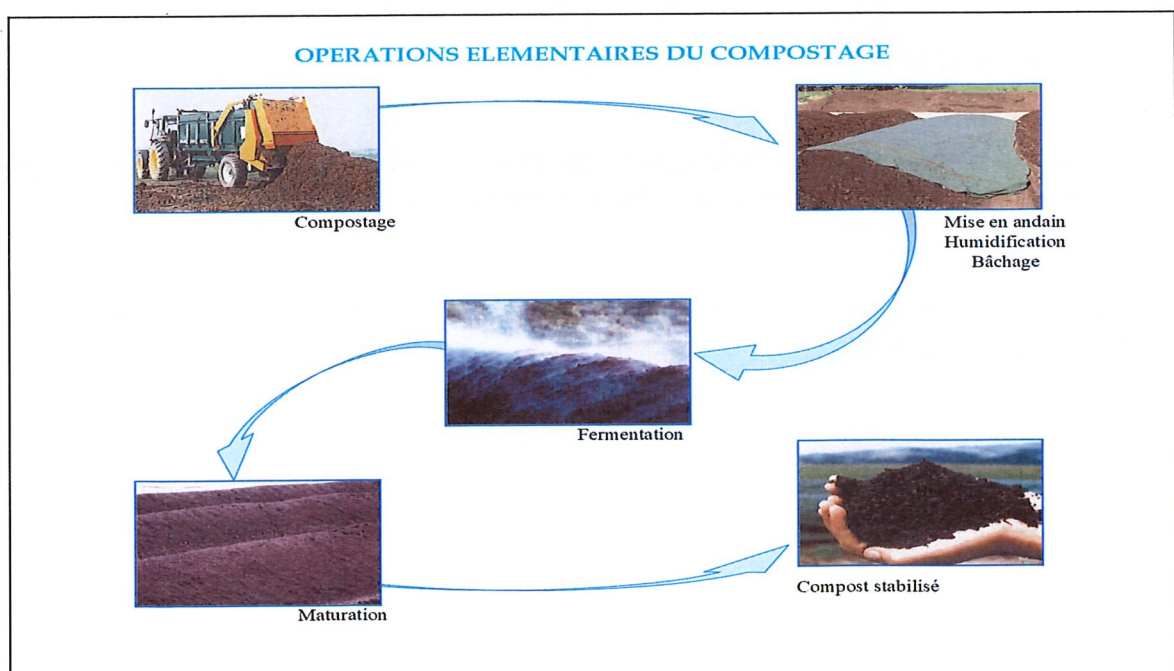 OPERATIONS ELEMENTAIRES DU COMPOSTAGE
Compostage
Mise en andain
Humidification
Bâchage
Fermentation
Maturation
Compost stabilisé